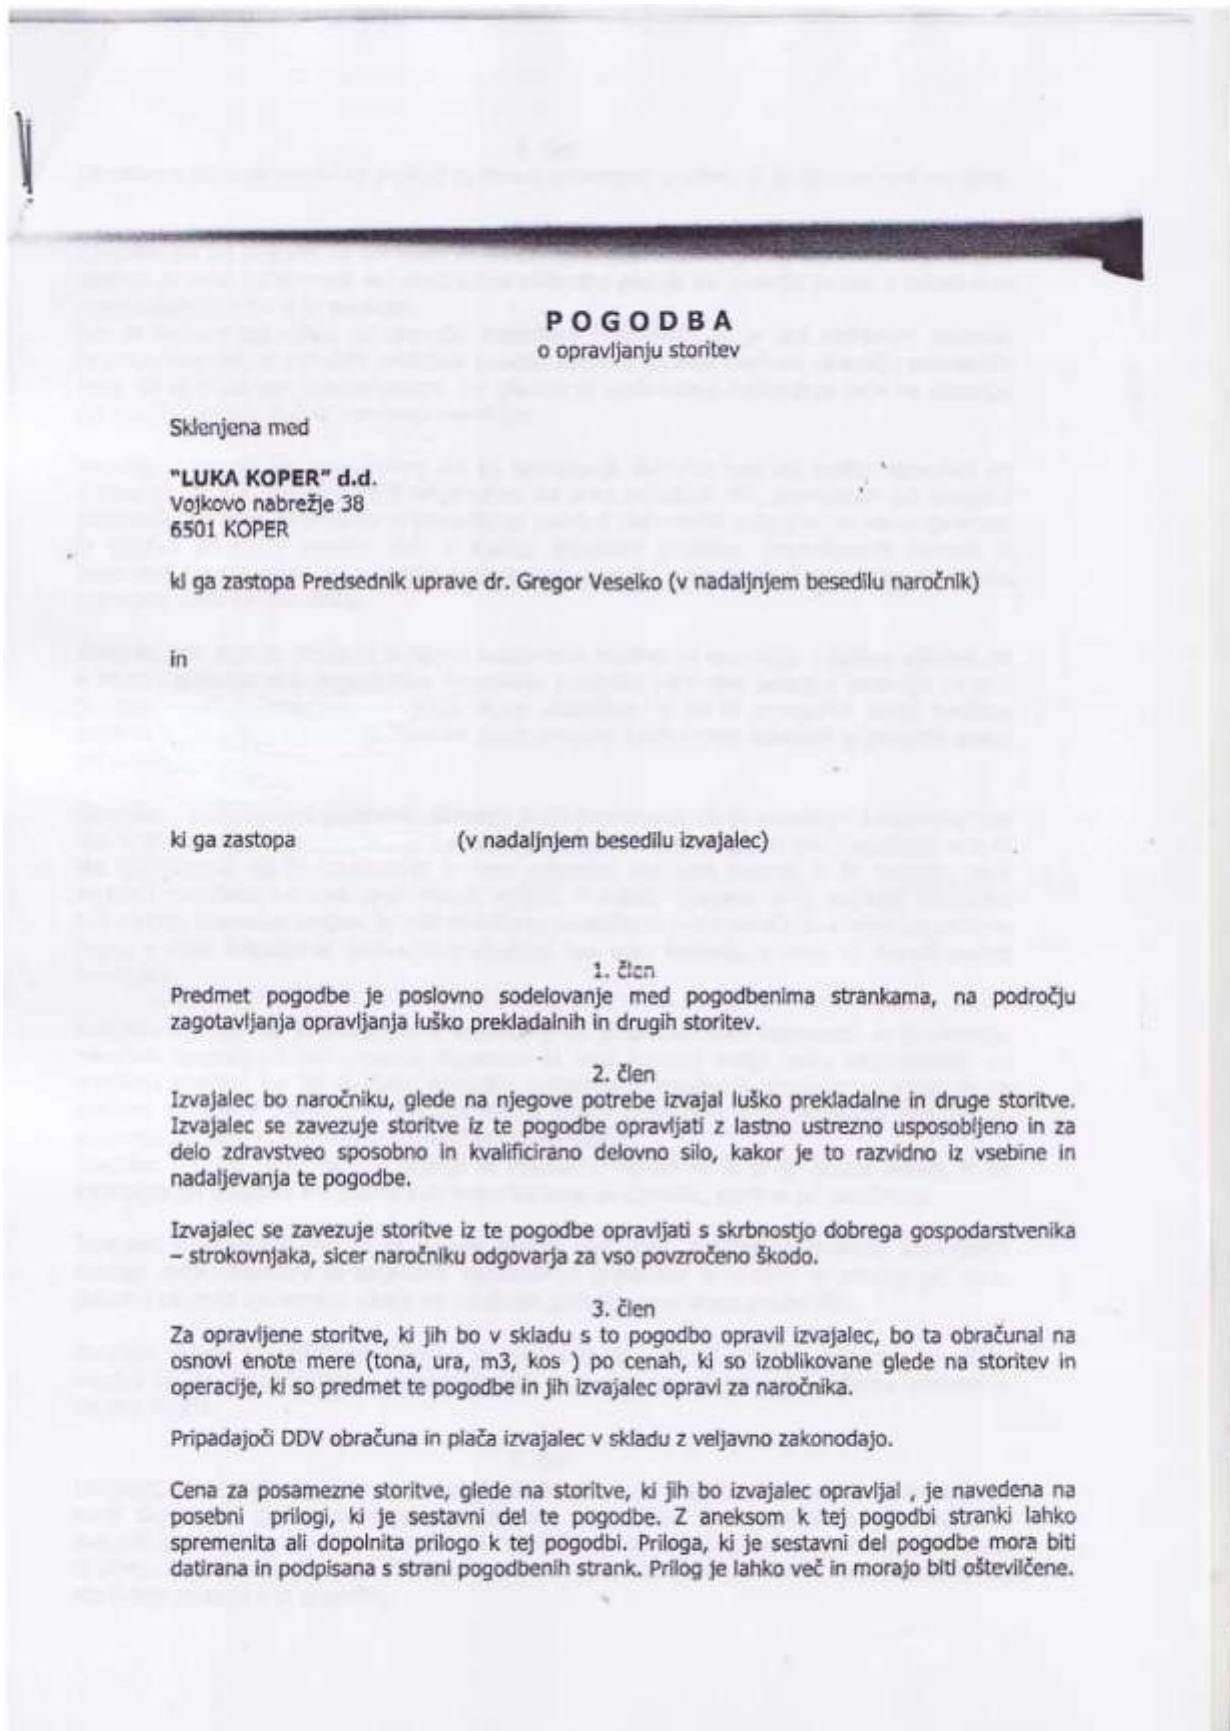 POGODBA
o opravljanju storitev
Sklenjena med
"LUKA KOPER" d.d.
Vojkovo nabrežje 38
6501 KOPER
ki ga zastopa Predsednik uprave dr. Gregor Veselko (v nadaljnjem besedilu naročnik)
in
ki ga zastopa (v nadaljnjem besedilu izvajalec)
1. člen
Predmet pogodbe je poslovno sodelovanje med pogodbenima strankama, na področju
zagotavljanja opravljanja luško prekladalnih in drugih storitev.
2. člen
Izvajalec bo naročniku, glede na njegove potrebe izvajal luško prekladalne in druge storitve.
Izvajalec se zavezuje storitve iz te pogodbe opravljati z lastno ustrezno usposobljeno in za
delo zdravstveo sposobno in kvalificirano delovno silo, kakor je to razvidno iz vsebine in
nadaljevanja te pogodbe.
Izvajalec se zavezuje storitve iz te pogodbe opravljati s skrbnostjo dobrega gospodarstvenika
– strokovnjaka, sicer naročniku odgovarja za vso povzročeno škodo.
3. člen
Za opravljene storitve, ki jih bo v skladu s to pogodbo opravil izvajalec, bo ta obračunal na
osnovi enote mere (tona, ura, m3, kos ) po cenah, ki so izoblikovane glede na storitev in
operacije, ki so predmet te pogodbe in jih izvajalec opravi za naročnika.
Pripadajoči DDV obračuna in plača izvajalec v skladu z veljavno zakonodajo.
Cena za posamezne storitve, glede na storitve, ki jih bo izvajalec opravljal , je navedena na
posebni prilogi, ki je sestavni del te pogodbe. Z aneksom k tej pogodbi stranki lahko
spremenita ali dopolnita prilogo k tej pogodbi. Priloga, ki je sestavni del pogodbe mora biti
datirana in podpisana s strani pogodbenih strank. Prilog je lahko več in morajo biti oštevilčene.